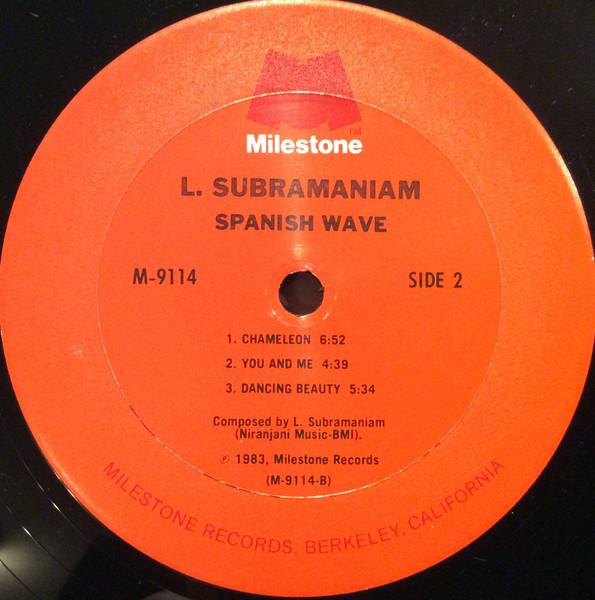 TM
Milestone
L. SUBRAMANIAM
SPANISH WAVE
M-9114
SIDE 2
1. CHAMELEON 6:52
2. YOU AND ME 4:39
3. DANCING BEAUTY 5:34
Composed by L. Subramaniam
(Niranjani Music-BMI).
℗ 1983, Milestone Records
(M-9114-B)
MILESTONE RECORDS, BERKELEY, CALIFORNIA